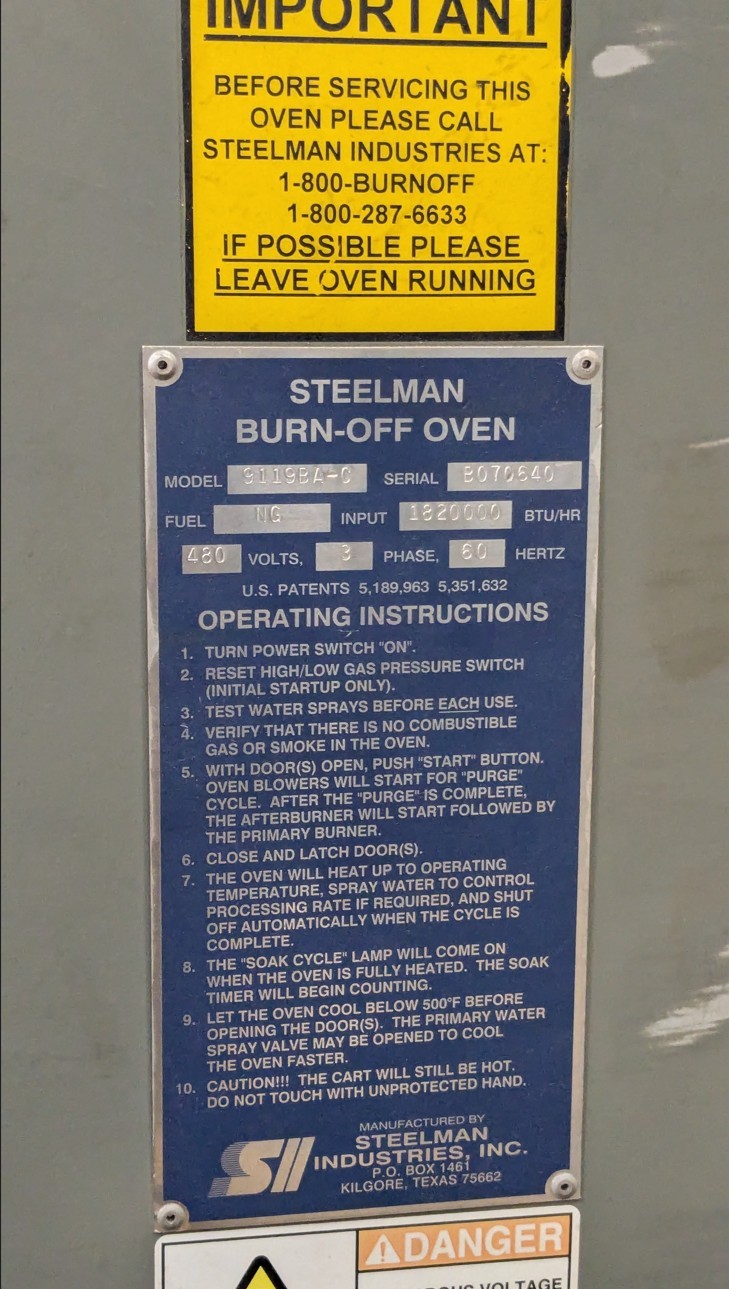 IMPORTANT
BEFORE SERVICING THIS
OVEN PLEASE CALL
STEELMAN INDUSTRIES AT:
1-800-BURNOFF
1-800-287-6633
IF POSSIBLE PLEASE
LEAVE OVEN RUNNING
STEELMAN
BURN-OFF OVEN
MODEL 9119BA-C SERIAL B070640
FUEL NG INPUT 1820000 BTU/HR
480 VOLTS, 3 PHASE, 60 HERTZ
U.S. PATENTS 5,189,963 5,351,632
OPERATING INSTRUCTIONS
1. TURN POWER SWITCH "ON".
2. RESET HIGH/LOW GAS PRESSURE SWITCH
(INITIAL STARTUP ONLY).
3. TEST WATER SPRAYS BEFORE EACH USE.
4. VERIFY THAT THERE IS NO COMBUSTIBLE
GAS OR SMOKE IN THE OVEN.
5. WITH DOOR(S) OPEN, PUSH "START" BUTTON.
OVEN BLOWERS WILL START FOR "PURGE"
CYCLE. AFTER THE "PURGE" IS COMPLETE,
THE AFTERBURNER WILL START FOLLOWED BY
THE PRIMARY BURNER.
6. CLOSE AND LATCH DOOR(S).
7. THE OVEN WILL HEAT UP TO OPERATING
TEMPERATURE, SPRAY WATER TO CONTROL
PROCESSING RATE IF REQUIRED, AND SHUT
OFF AUTOMATICALLY WHEN THE CYCLE IS
COMPLETE.
8. THE "SOAK CYCLE" LAMP WILL COME ON
WHEN THE OVEN IS FULLY HEATED. THE SOAK
TIMER WILL BEGIN COUNTING.
9. LET THE OVEN COOL BELOW 500°F BEFORE
OPENING THE DOOR(S). THE PRIMARY WATER
SPRAY VALVE MAY BE OPENED TO COOL
THE OVEN FASTER.
10. CAUTION!!! THE CART WILL STILL BE HOT.
DO NOT TOUCH WITH UNPROTECTED HAND.
MANUFACTURED BY
STEELMAN
INDUSTRIES, INC.
P.O. BOX 1461
KILGORE, TEXAS 75662
SII
DANGER
VOLTAGE